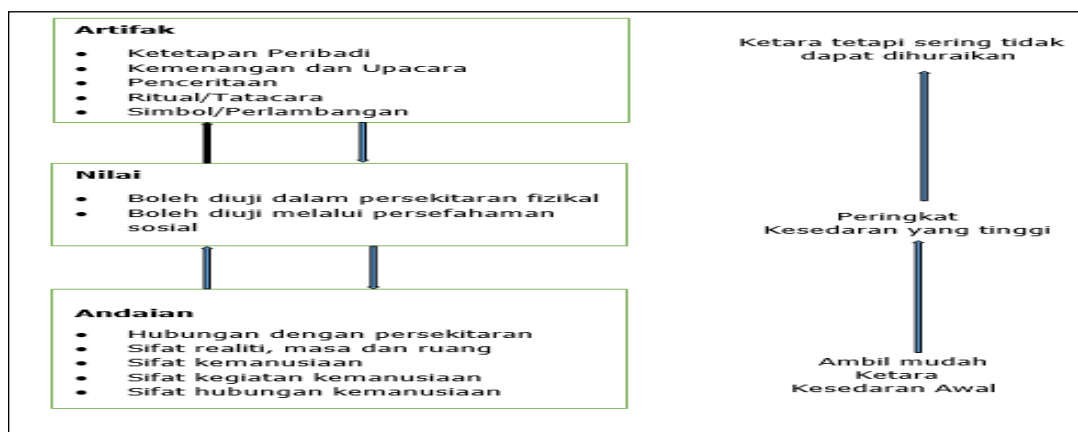 Artifak
• Ketetapan Peribadi
• Kemenangan dan Upacara
• Penceritaan
• Ritual/Tatacara
• Simbol/Perlambangan
Nilai
• Boleh diuji dalam persekitaran fizikal
• Boleh diuji melalui persefahaman
sosial
Andaian
• Hubungan dengan persekitaran
• Sifat realiti, masa dan ruang
• Sifat kemanusiaan
• Sifat kegiatan kemanusiaan
• Sifat hubungan kemanusiaan
Ketara tetapi sering tidak
dapat dihuraikan
Peringkat
Kesedaran yang tinggi
Ambil mudah
Ketara
Kesedaran Awal